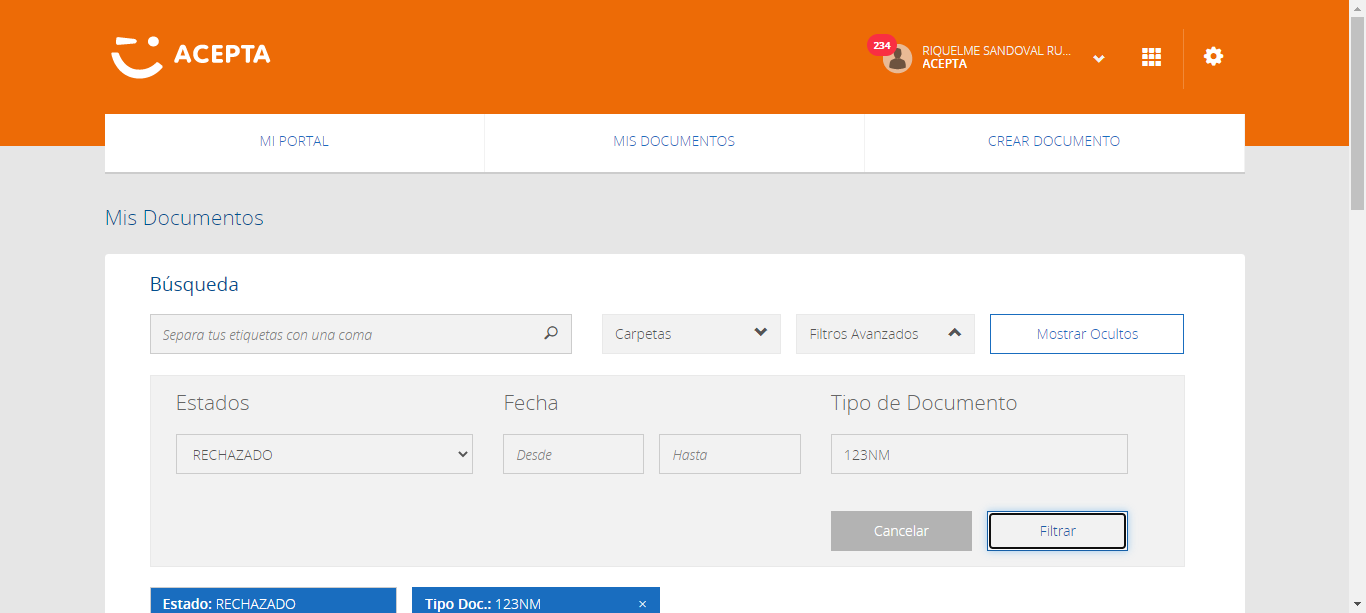 ACEPTA
234
RIQUELME SANDOVAL RU...
ACEPTA
MI PORTAL
MIS DOCUMENTOS
CREAR DOCUMENTO
Mis Documentos
Búsqueda
Separa tus etiquetas con una coma
Carpetas
Filtros Avanzados
Mostrar Ocultos
Estados
Fecha
Tipo de Documento
RECHAZADO
Desde
Hasta
123NM
Cancelar
Filtrar
Estado: RECHAZADO
Tipo Doc.: 123NM ×